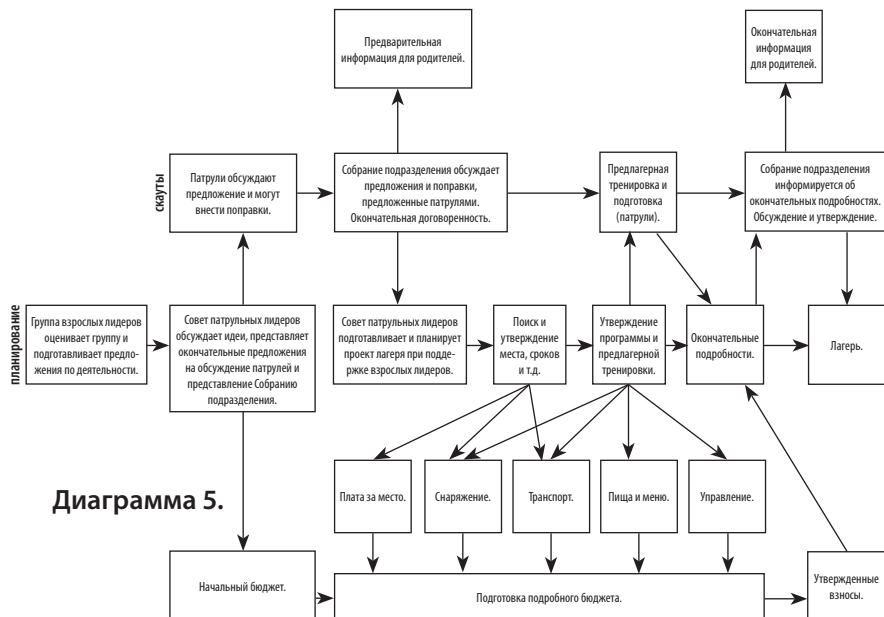 Предварительная
информация для родителей.
Окончательная
информация
для родителей.
скауты
Патрули обсуждают
предложение и могут
внести поправки.
Собрание подразделения обсуждает
предложения и поправки,
предложенные патрулями.
Окончательная договоренность.
Предлагерная
тренировка и
подготовка
(патрули).
Собрание подразделения
информируется об
окончательных подробностях.
Обсуждение и утверждение.
планирование
Группа взрослых лидеров
оценивает группу и
подготавливает предло-
жения по деятельности.
Совет патрульных лидеров
обсуждает идеи, представляет
окончательные предложения
на обсуждение патрулей и
представление Собранию
подразделения.
Совет патрульных лидеров
подготавливает и планирует
проект лагеря при поддер-
жке взрослых лидеров.
Поиск и
утверждение
места, сроков
и т.д.
Утверждение
программы и
предлагерной
тренировки.
Окончательные
подробности.
Лагерь.
Плата за место.
Снаряжение.
Транспорт.
Пища и меню.
Управление.
Диаграмма 5.
Начальный бюджет.
Подготовка подробного бюджета.
Утвержденные
взносы.